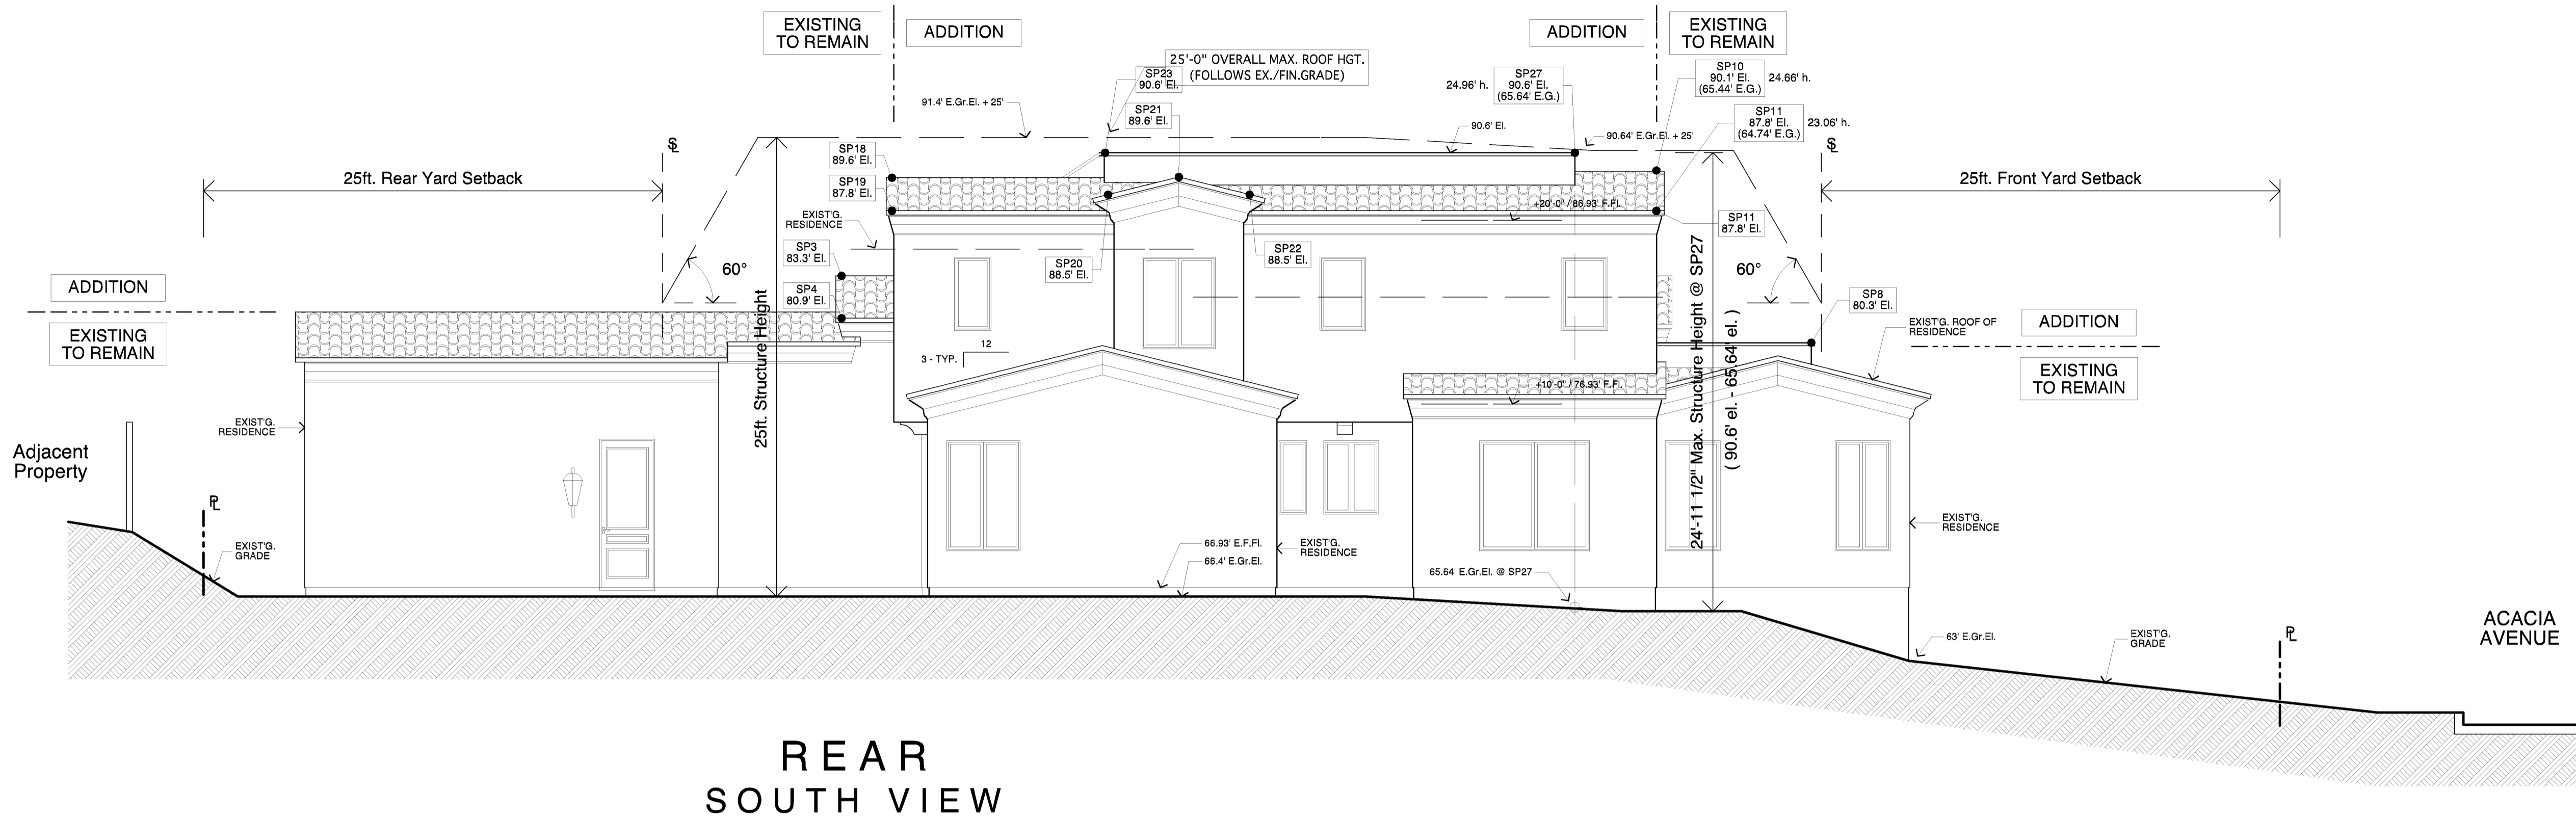 EXISTING
TO REMAIN
ADDITION
ADDITION
EXISTING
TO REMAIN
25'-0" OVERALL MAX. ROOF HGT.
(FOLLOWS EX./FIN.GRADE)
SP23
90.6' El.
SP21
89.6' El.
91.4' E.Gr.El. + 25'
24.96' h.
SP27
90.6' El.
(65.64' E.G.)
SP10
90.1' El.
(65.44' E.G.)
24.66' h.
SP11
87.8' El.
(64.74' E.G.)
23.06' h.
90.6' El.
90.64' E.Gr.El. + 25'
SL
SL
SP18
89.6' El.
SP19
87.8' El.
25ft. Rear Yard Setback
25ft. Front Yard Setback
EXIST'G.
RESIDENCE
+20'-0" / 86.93' F.Fl.
SP11
87.8' El.
SP3
83.3' El.
SP20
88.5' El.
SP22
88.5' El.
60°
60°
SP4
80.9' El.
SP8
80.3' El.
ADDITION
EXISTING
TO REMAIN
EXIST'G. ROOF OF
RESIDENCE
ADDITION
EXISTING
TO REMAIN
12
3 - TYP.
+10'-0" / 76.93' F.Fl.
25ft. Structure Height
24'-11 1/2" Max. Structure Height @ SP27
( 90.6' el. - 65.64' el. )
EXIST'G.
RESIDENCE
Adjacent
Property
PL
EXIST'G.
GRADE
66.93' E.F.Fl.
66.4' E.Gr.El.
EXIST'G.
RESIDENCE
65.64' E.Gr.El. @ SP27
EXIST'G.
RESIDENCE
63' E.Gr.El.
EXIST'G.
GRADE
PL
ACACIA
AVENUE
REAR
SOUTH VIEW